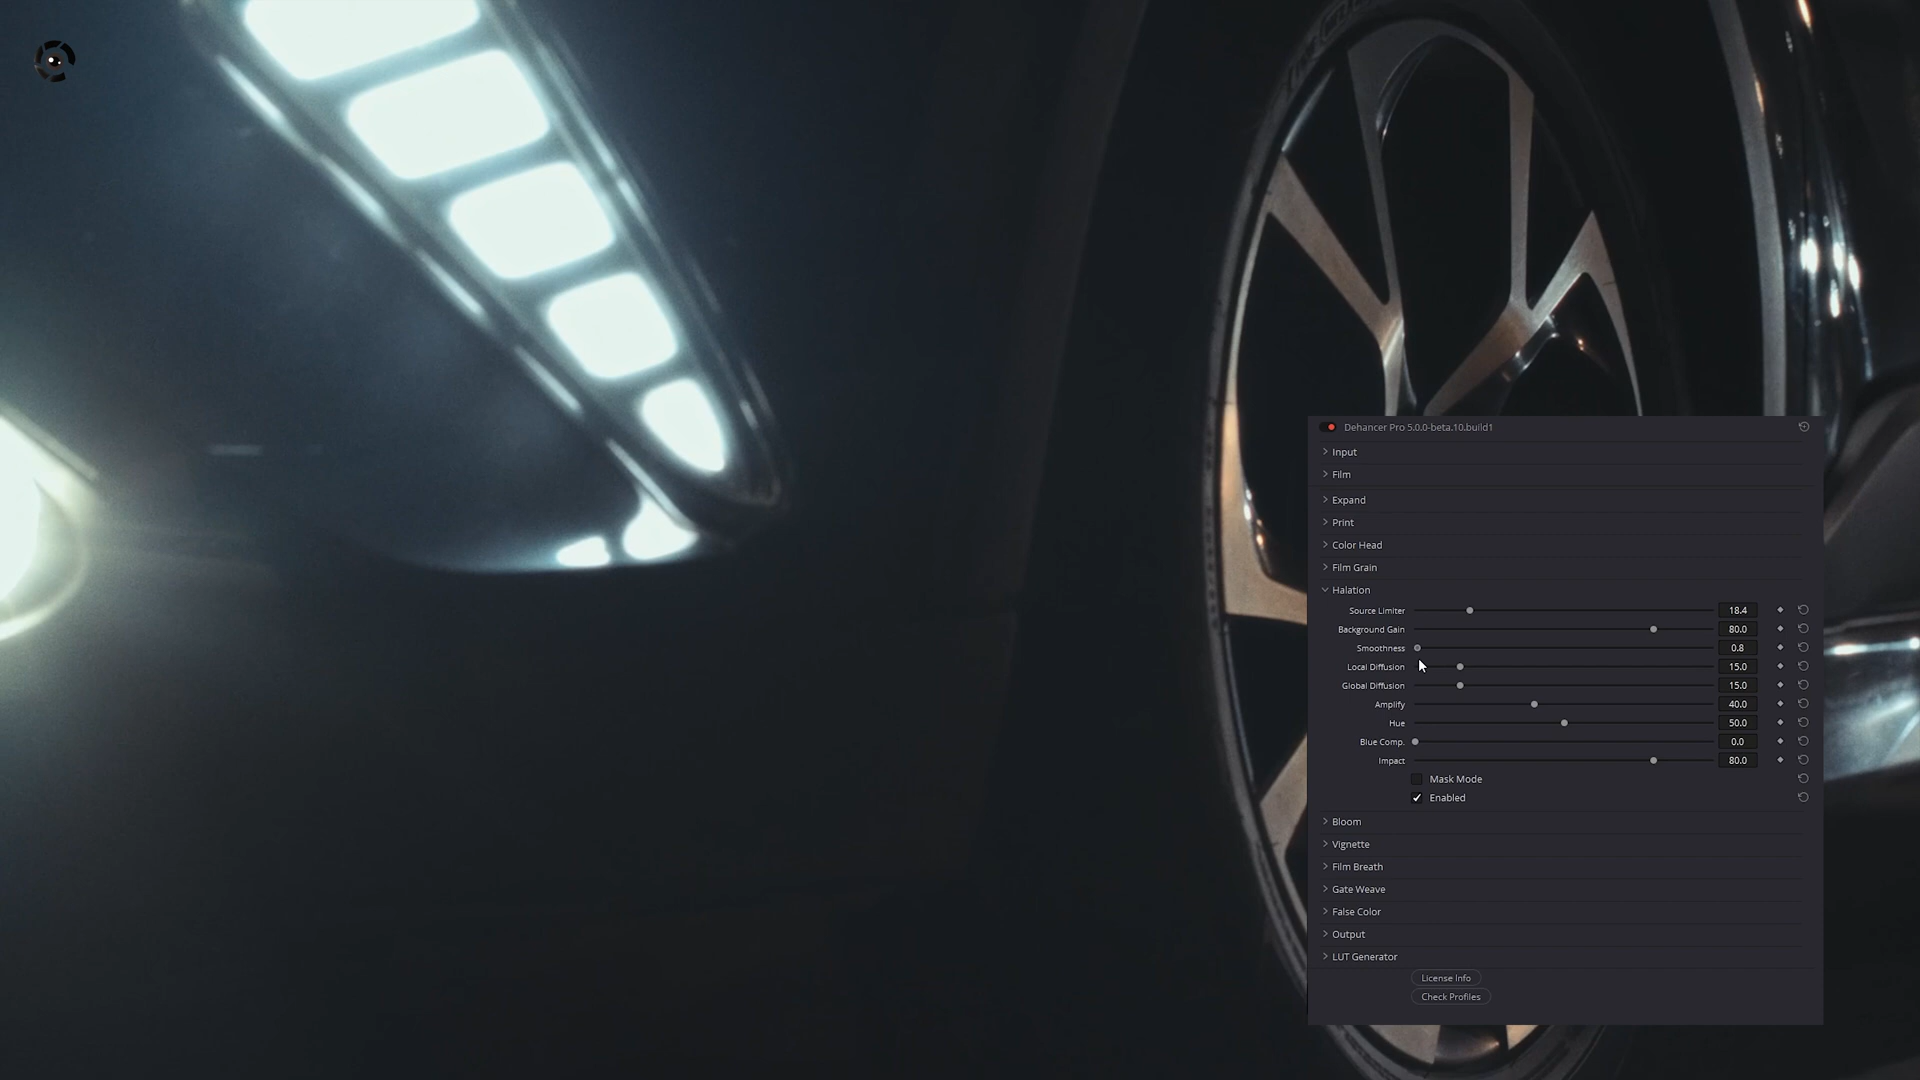 Dehancer Pro 5.0.0-beta.10.build1
Input
Film
Expand
Print
Color Head
Film Grain
Halation
Source Limiter 18.4
Background Gain 80.0
Smoothness 0.8
Local Diffusion 15.0
Global Diffusion 15.0
Amplify 40.0
Hue 50.0
Blue Comp. 0.0
Impact 80.0
Mask Mode
Enabled
Bloom
Vignette
Film Breath
Gate Weave
False Color
Output
LUT Generator
License Info
Check Profiles